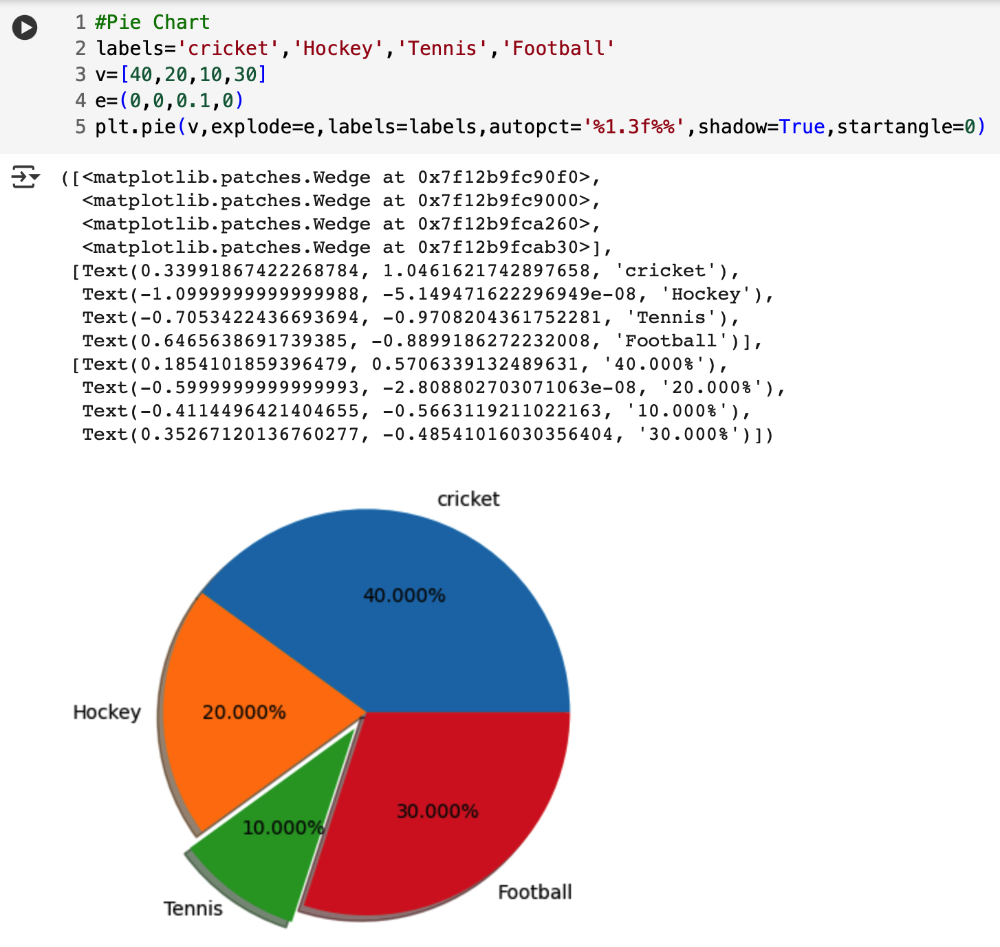 1 #Pie Chart
2 labels='cricket','Hockey','Tennis','Football'
3 v=[40,20,10,30]
4 e=(0,0,0.1,0)
5 plt.pie(v,explode=e,labels=labels,autopct='%1.3f%%',shadow=True,startangle=0)
([<matplotlib.patches.Wedge at 0x7f12b9fc90f0>,
<matplotlib.patches.Wedge at 0x7f12b9fc9000>,
<matplotlib.patches.Wedge at 0x7f12b9fca260>,
<matplotlib.patches.Wedge at 0x7f12b9fcab30>],
[Text(0.33991867422268784, 1.0461621742897658, 'cricket'),
Text(-1.0999999999999988, -5.149471622296949e-08, 'Hockey'),
Text(-0.7053422436693694, -0.9708204361752281, 'Tennis'),
Text(0.6465638691739385, -0.8899186272232008, 'Football')],
[Text(0.1854101859396479, 0.5706339132489631, '40.000%'),
Text(-0.5999999999999993, -2.808802703071063e-08, '20.000%'),
Text(-0.4114496421404655, -0.5663119211022163, '10.000%'),
Text(0.35267120136760277, -0.48541016030356404, '30.000%')])
cricket
40.000%
Hockey
20.000%
30.000%
10.000%
Football
Tennis